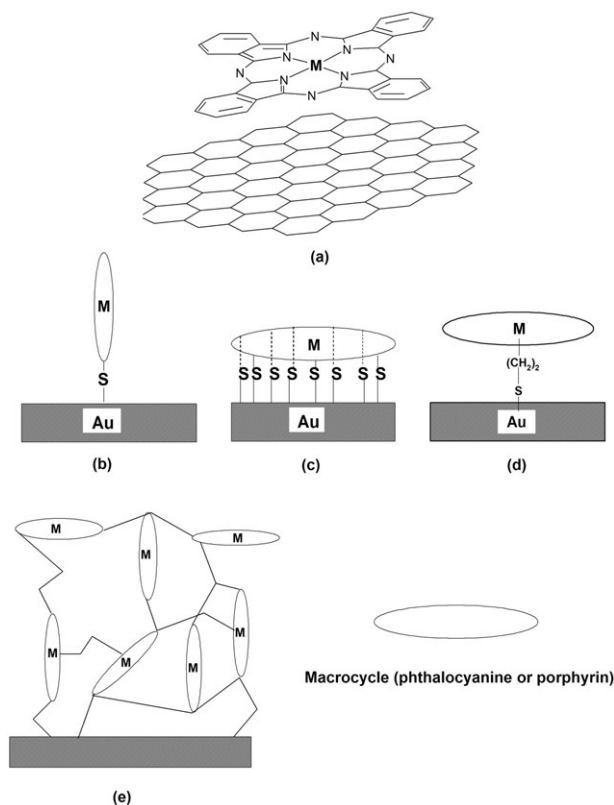 N
N
N
N
M
N
N
N
N
(a)
M
S
Au
(b)
M
S S S S S S S S
Au
(c)
M
(CH₂)₂
S
Au
(d)
M
M
M
M
M
M
M
(e)
Macrocycle (phthalocyanine or porphyrin)